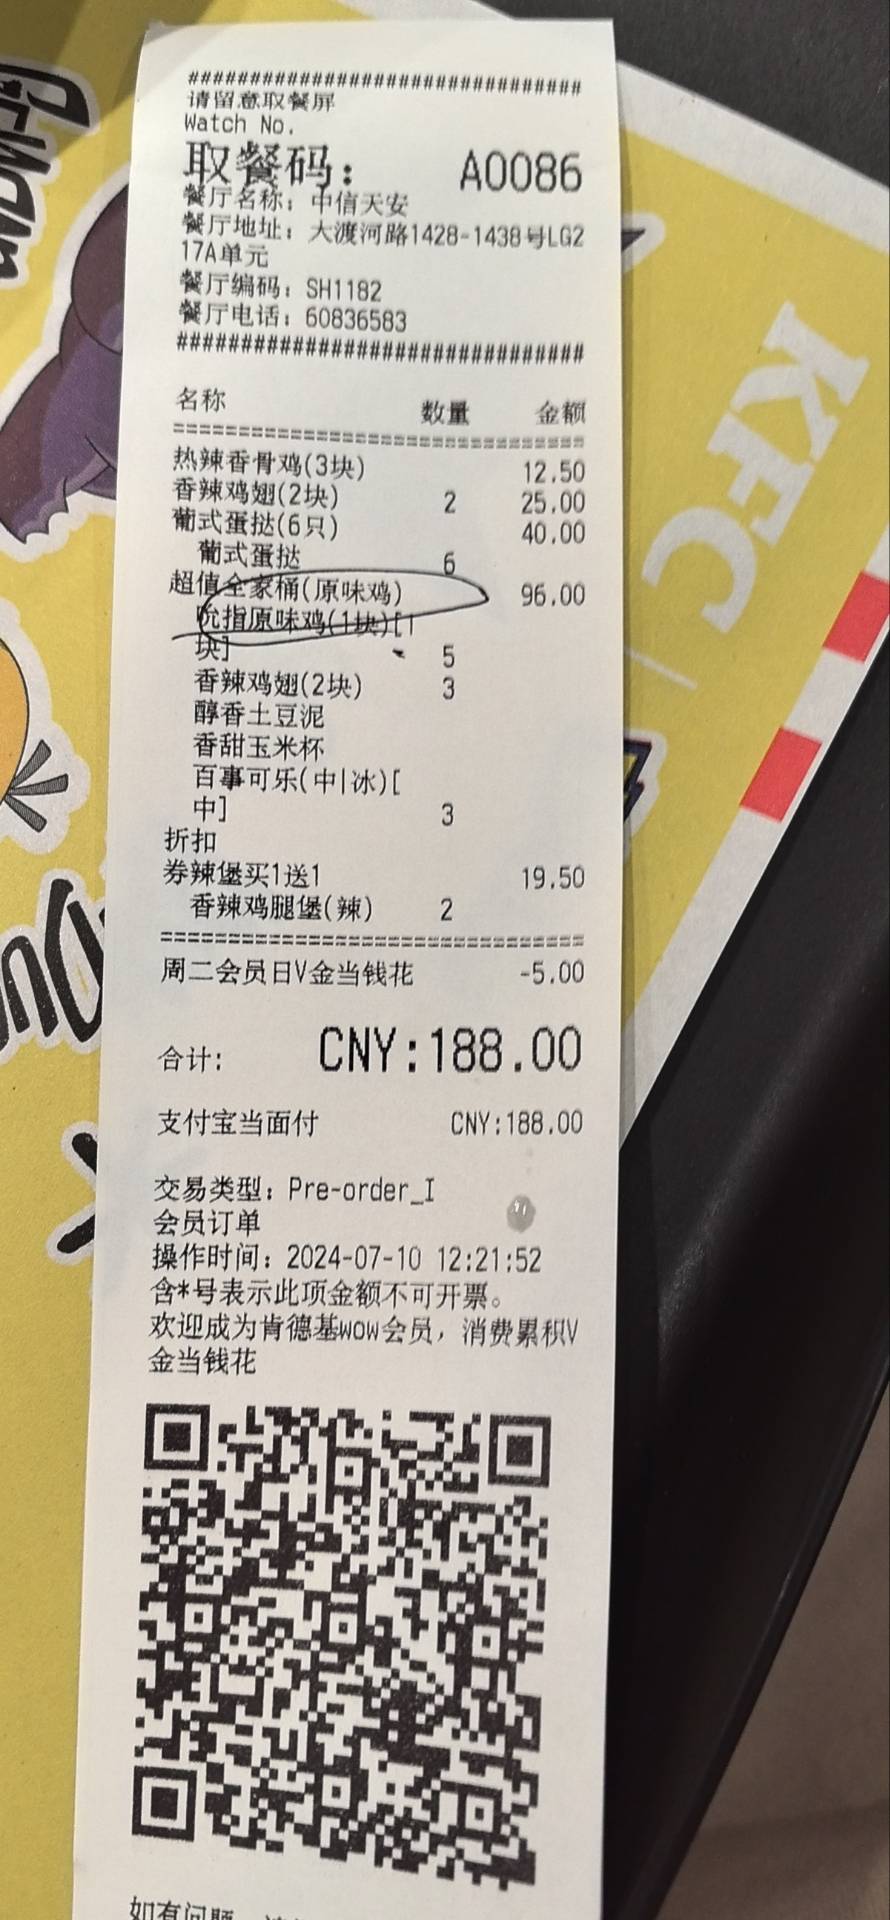 ################################
请留意取餐屏
Watch No.
取餐码： A0086
餐厅名称：中信天安
餐厅地址：大渡河路1428-1438号LG2
17A单元
餐厅编码：SH1182
餐厅电话：60836583
################################
名称 数量 金额
================================
热辣香骨鸡(3块) 12.50
香辣鸡翅(2块) 2 25.00
葡式蛋挞(6只) 40.00
葡式蛋挞 6
超值全家桶(原味鸡) 96.00
吮指原味鸡(1块)[1
块] 5
香辣鸡翅(2块) 3
醇香土豆泥
香甜玉米杯
百事可乐(中|冰)[
中] 3
折扣
券辣堡买1送1 19.50
香辣鸡腿堡(辣) 2
================================
周二会员日V金当钱花 -5.00
合计: CNY:188.00
支付宝当面付 CNY:188.00
交易类型：Pre-order_I
会员订单
操作时间：2024-07-10 12:21:52
含*号表示此项金额不可开票。
欢迎成为肯德基wow会员，消费累积V
金当钱花
如有问题
KFC